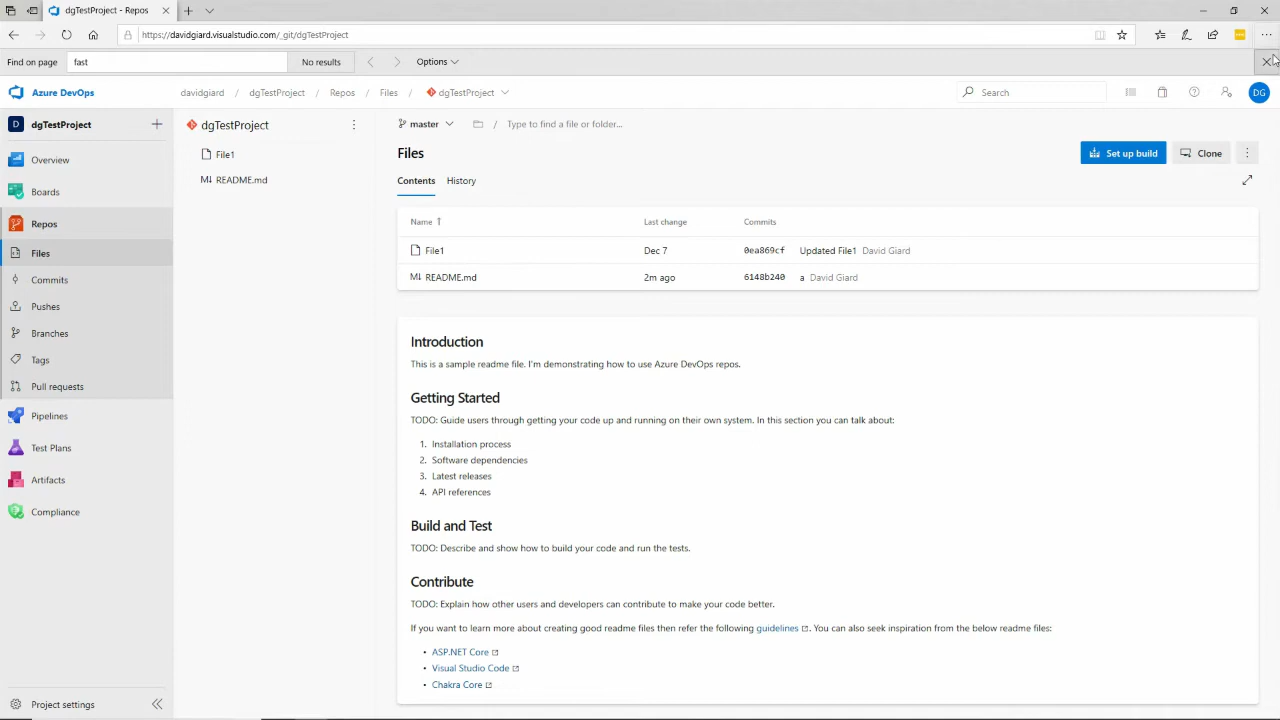 dgTestProject - Repos
https://davidgiard.visualstudio.com/_git/dgTestProject
Find on page fast No results Options
Azure DevOps davidgiard / dgTestProject / Repos / Files / dgTestProject Search DG
D dgTestProject
Overview
Boards
Repos
Files
Commits
Pushes
Branches
Tags
Pull requests
Pipelines
Test Plans
Artifacts
Compliance
Project settings
dgTestProject
File1
README.md
master / Type to find a file or folder...
Files Set up build Clone
Contents History
Name Last change Commits
File1 Dec 7 0ea869cf Updated File1 David Giard
README.md 2m ago 6148b240 a David Giard
Introduction
This is a sample readme file. I'm demonstrating how to use Azure DevOps repos.
Getting Started
TODO: Guide users through getting your code up and running on their own system. In this section you can talk about:
1. Installation process
2. Software dependencies
3. Latest releases
4. API references
Build and Test
TODO: Describe and show how to build your code and run the tests.
Contribute
TODO: Explain how other users and developers can contribute to make your code better.
If you want to learn more about creating good readme files then refer the following guidelines. You can also seek inspiration from the below readme files:
• ASP.NET Core
• Visual Studio Code
• Chakra Core